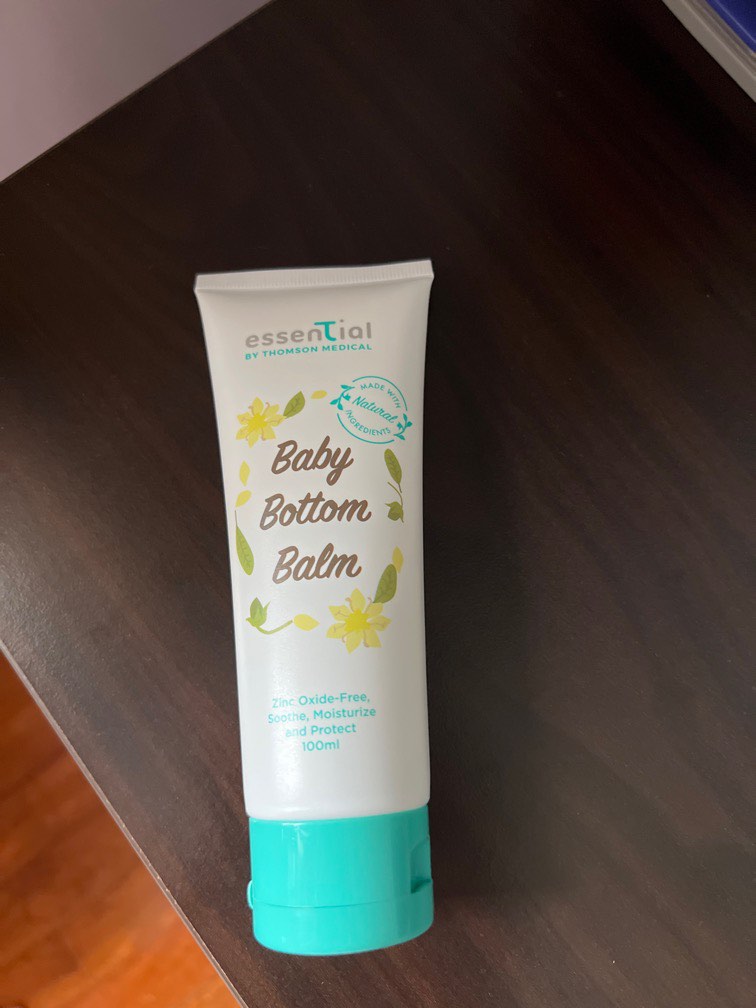 essenTial
BY THOMSON MEDICAL
MADE WITH
Natural
INGREDIENTS
Baby
Bottom
Balm
Zinc Oxide-Free,
Soothe, Moisturize
and Protect
100ml